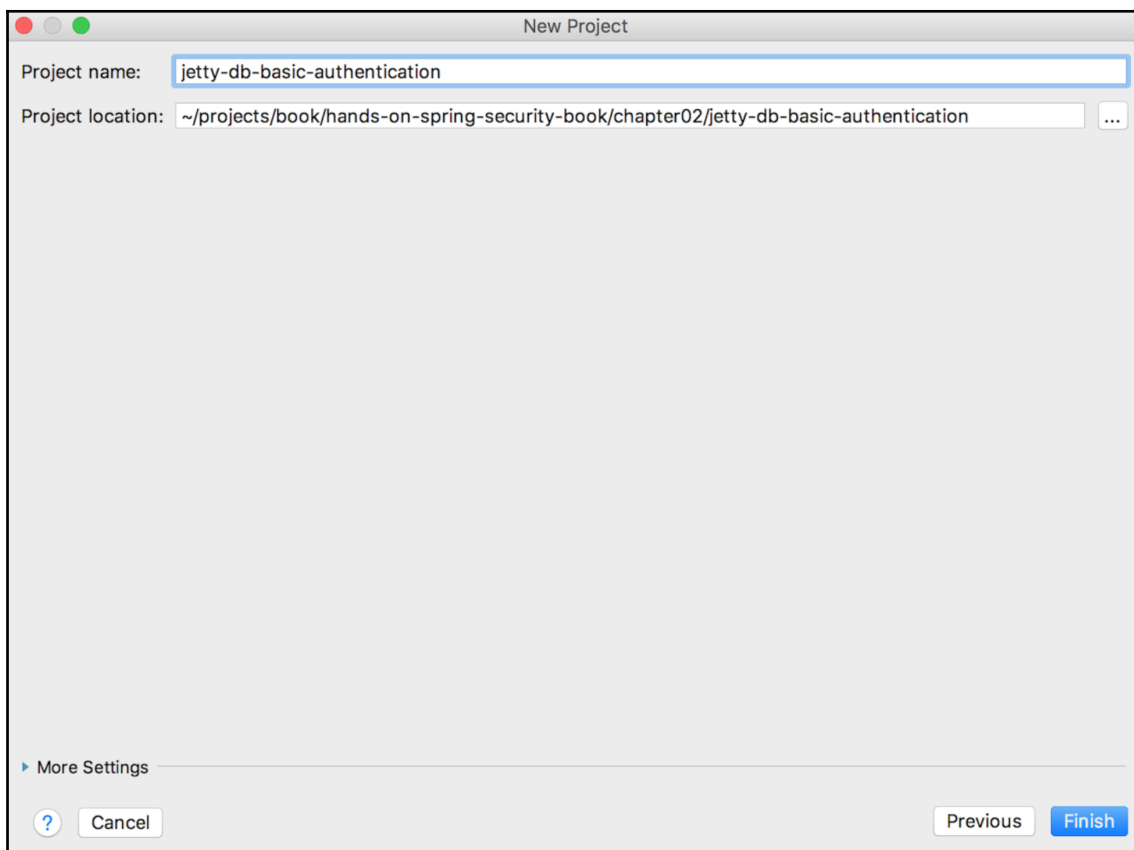 New Project
Project name: jetty-db-basic-authentication
Project location: ~/projects/book/hands-on-spring-security-book/chapter02/jetty-db-basic-authentication ...
More Settings
? Cancel Previous Finish